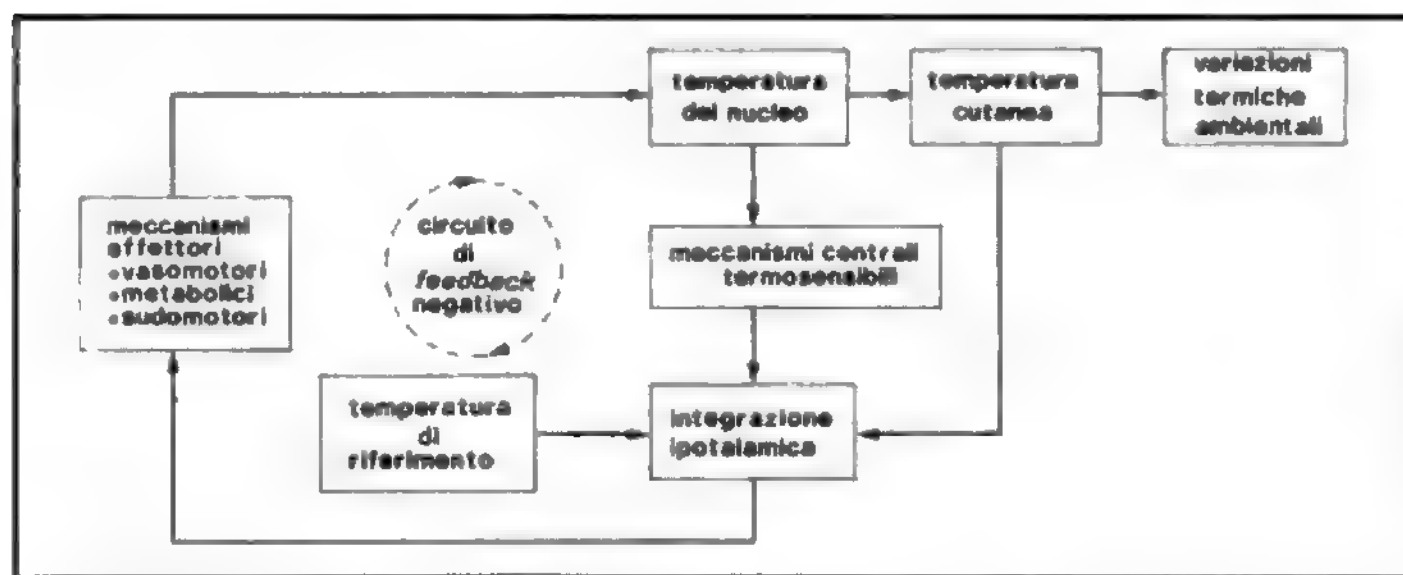 temperatura
del nucleo
temperatura
cutanea
variazioni
termiche
ambientali
meccanismi
effettori
•vasomotori
•metabolici
•sudomotori
circuito
di
feedback
negativo
meccanismi centrali
termosensibili
temperatura
di
riferimento
integrazione
ipotalamica